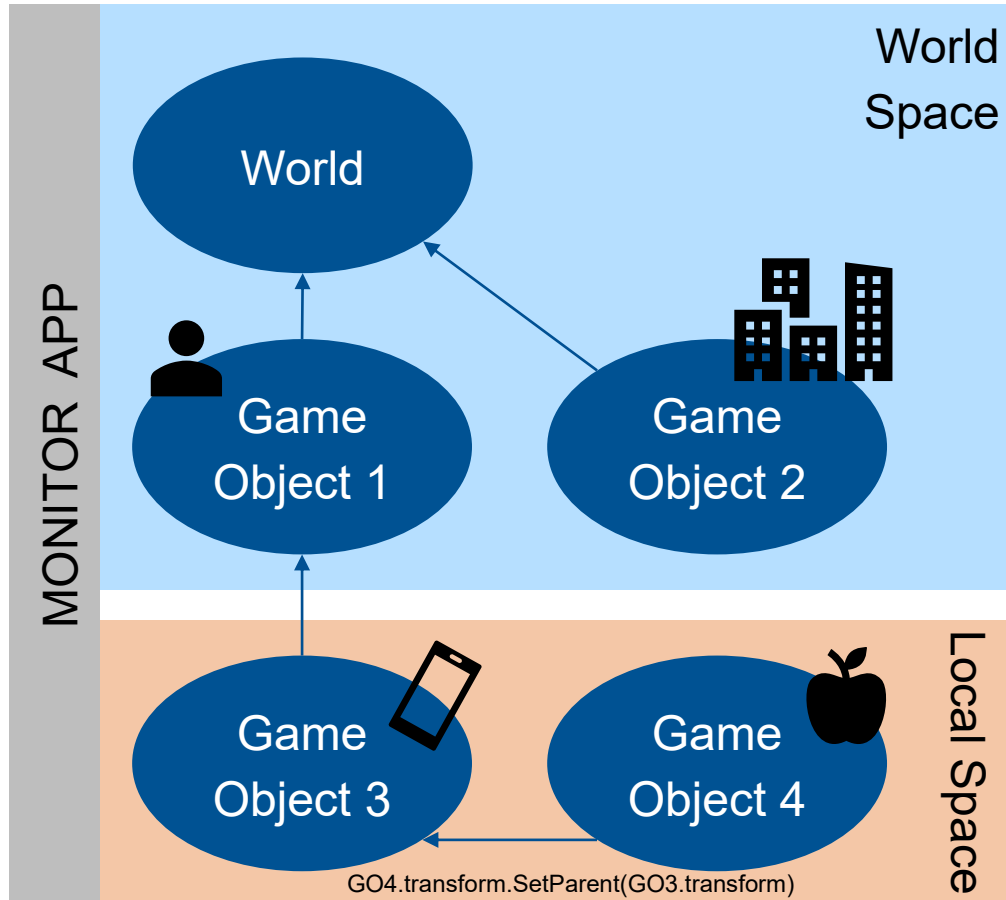 MONITOR APP
World
Space
World
Game
Object 1
Game
Object 2
Local Space
Game
Object 3
Game
Object 4
GO4.transform.SetParent(GO3.transform)